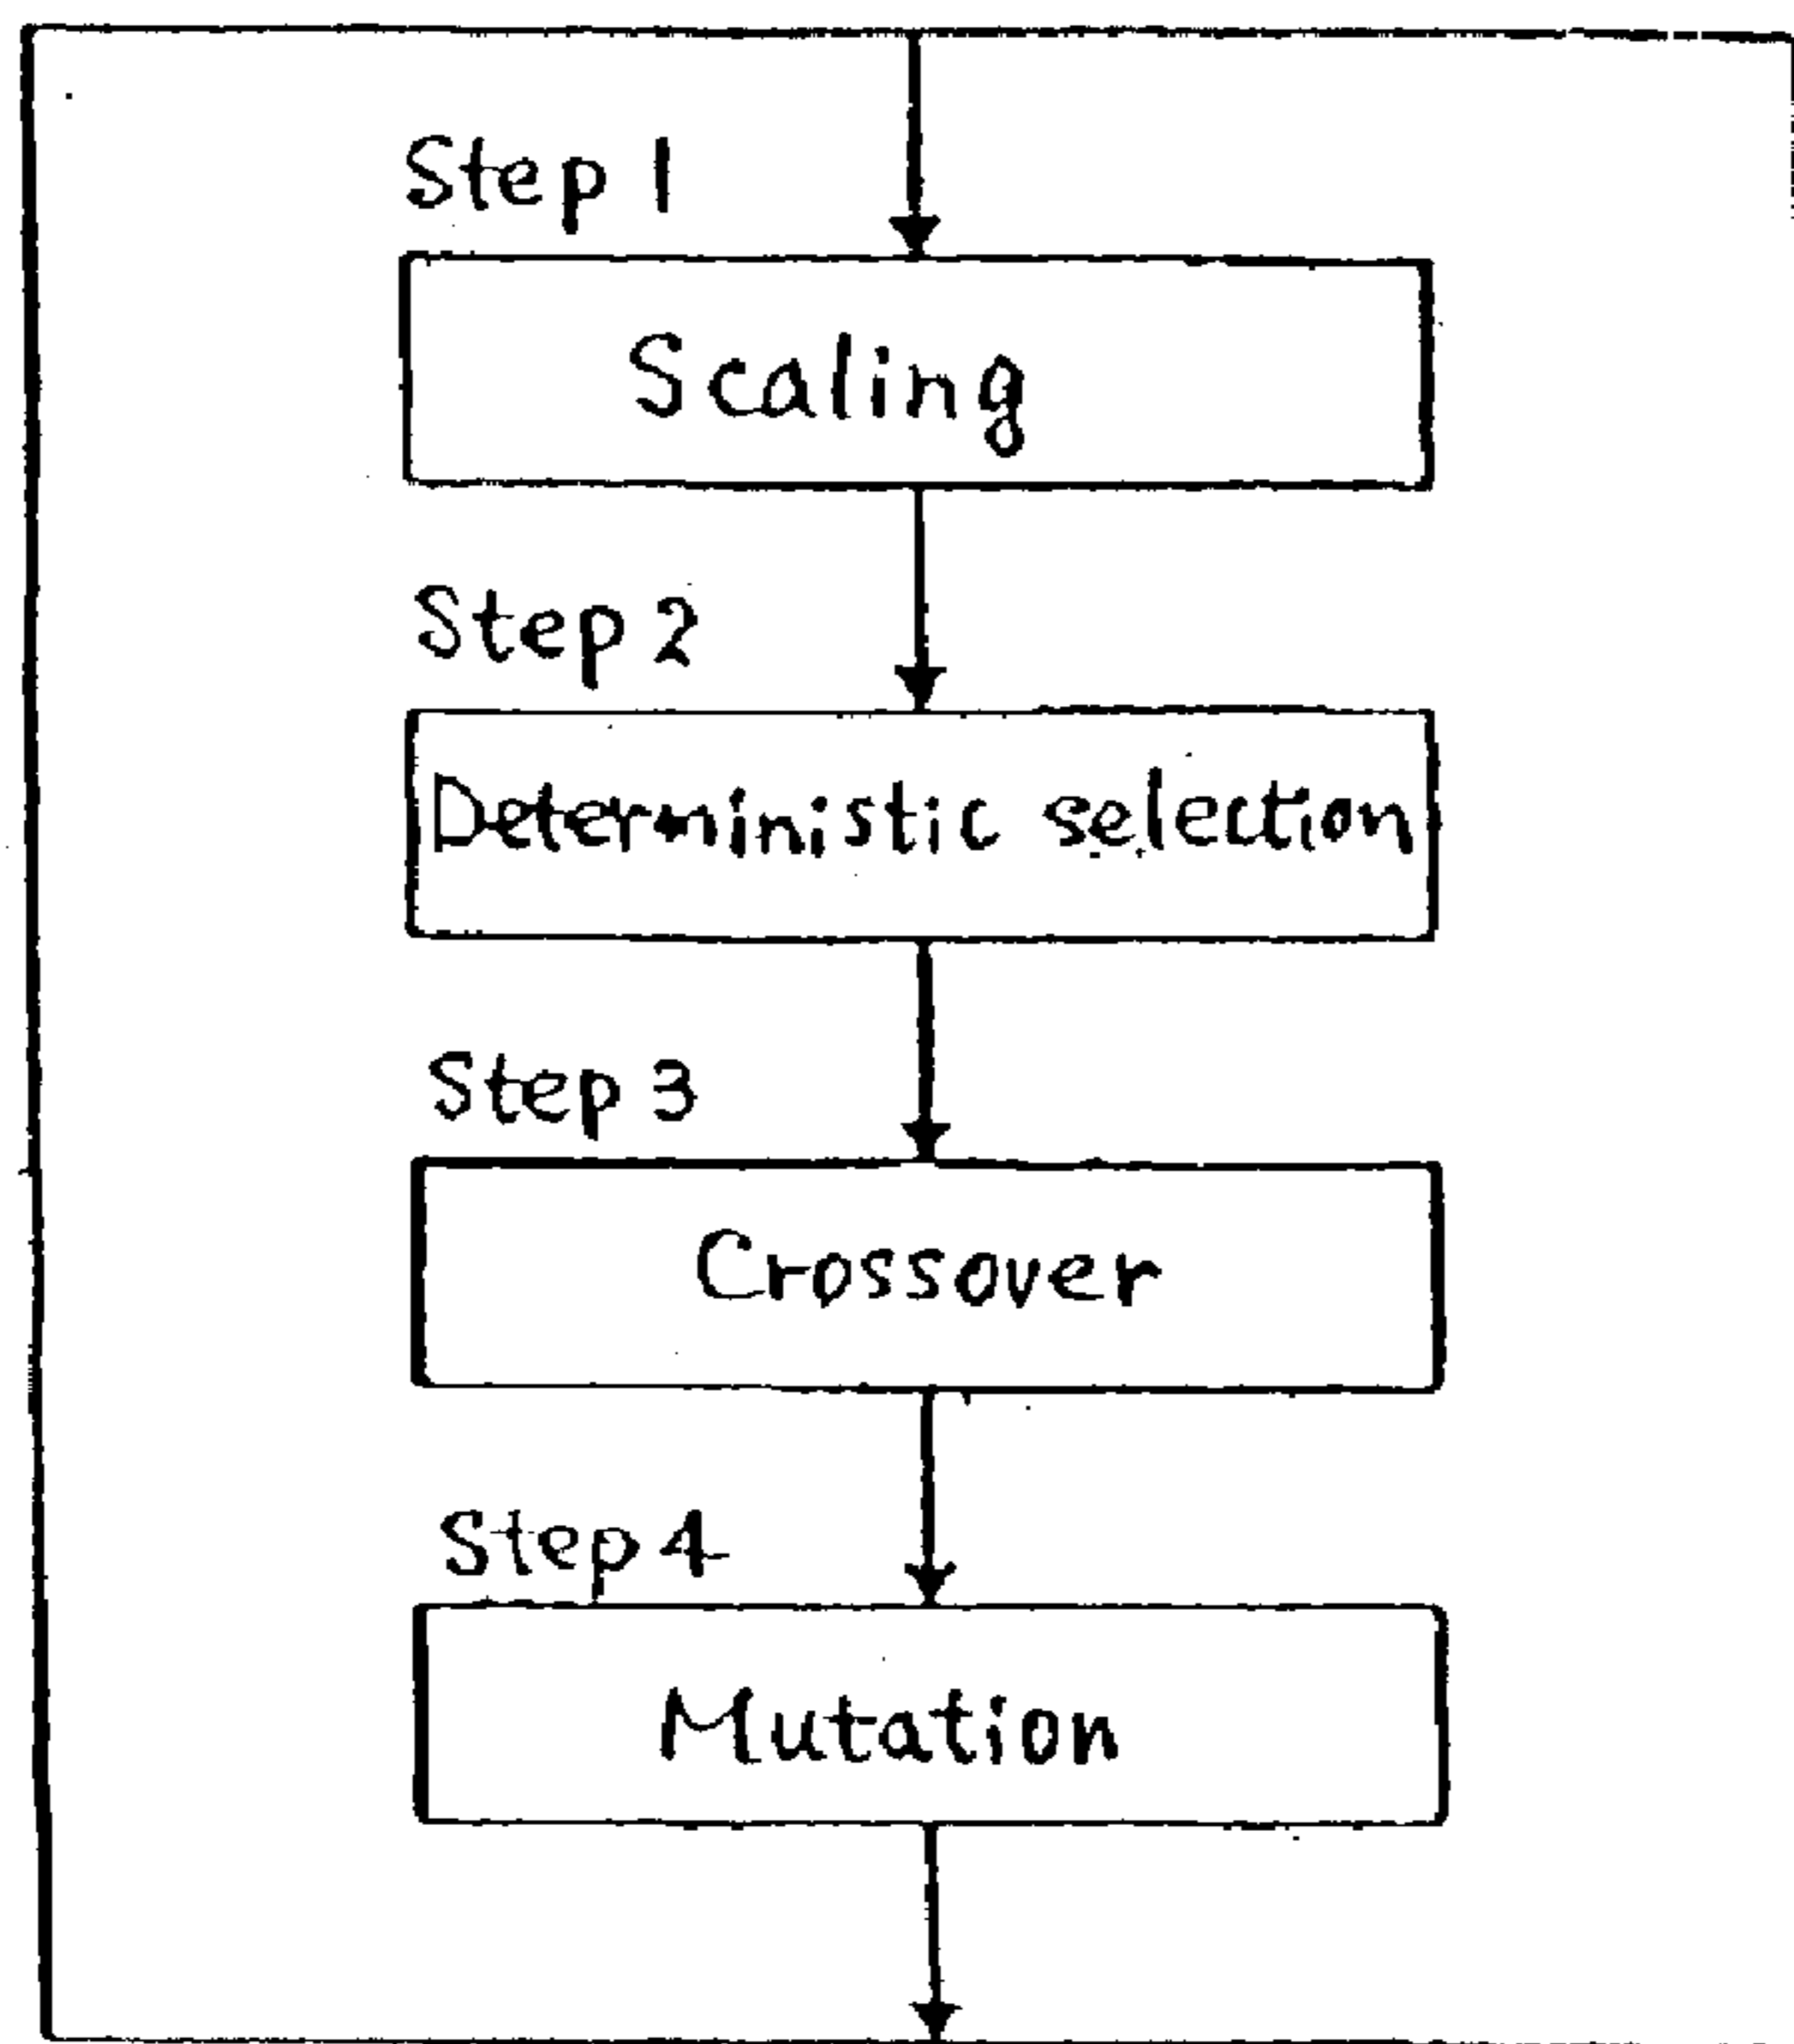 Step 1
Scaling
Step 2
Deterministic selection
Step 3
Crossover
Step 4
Mutation